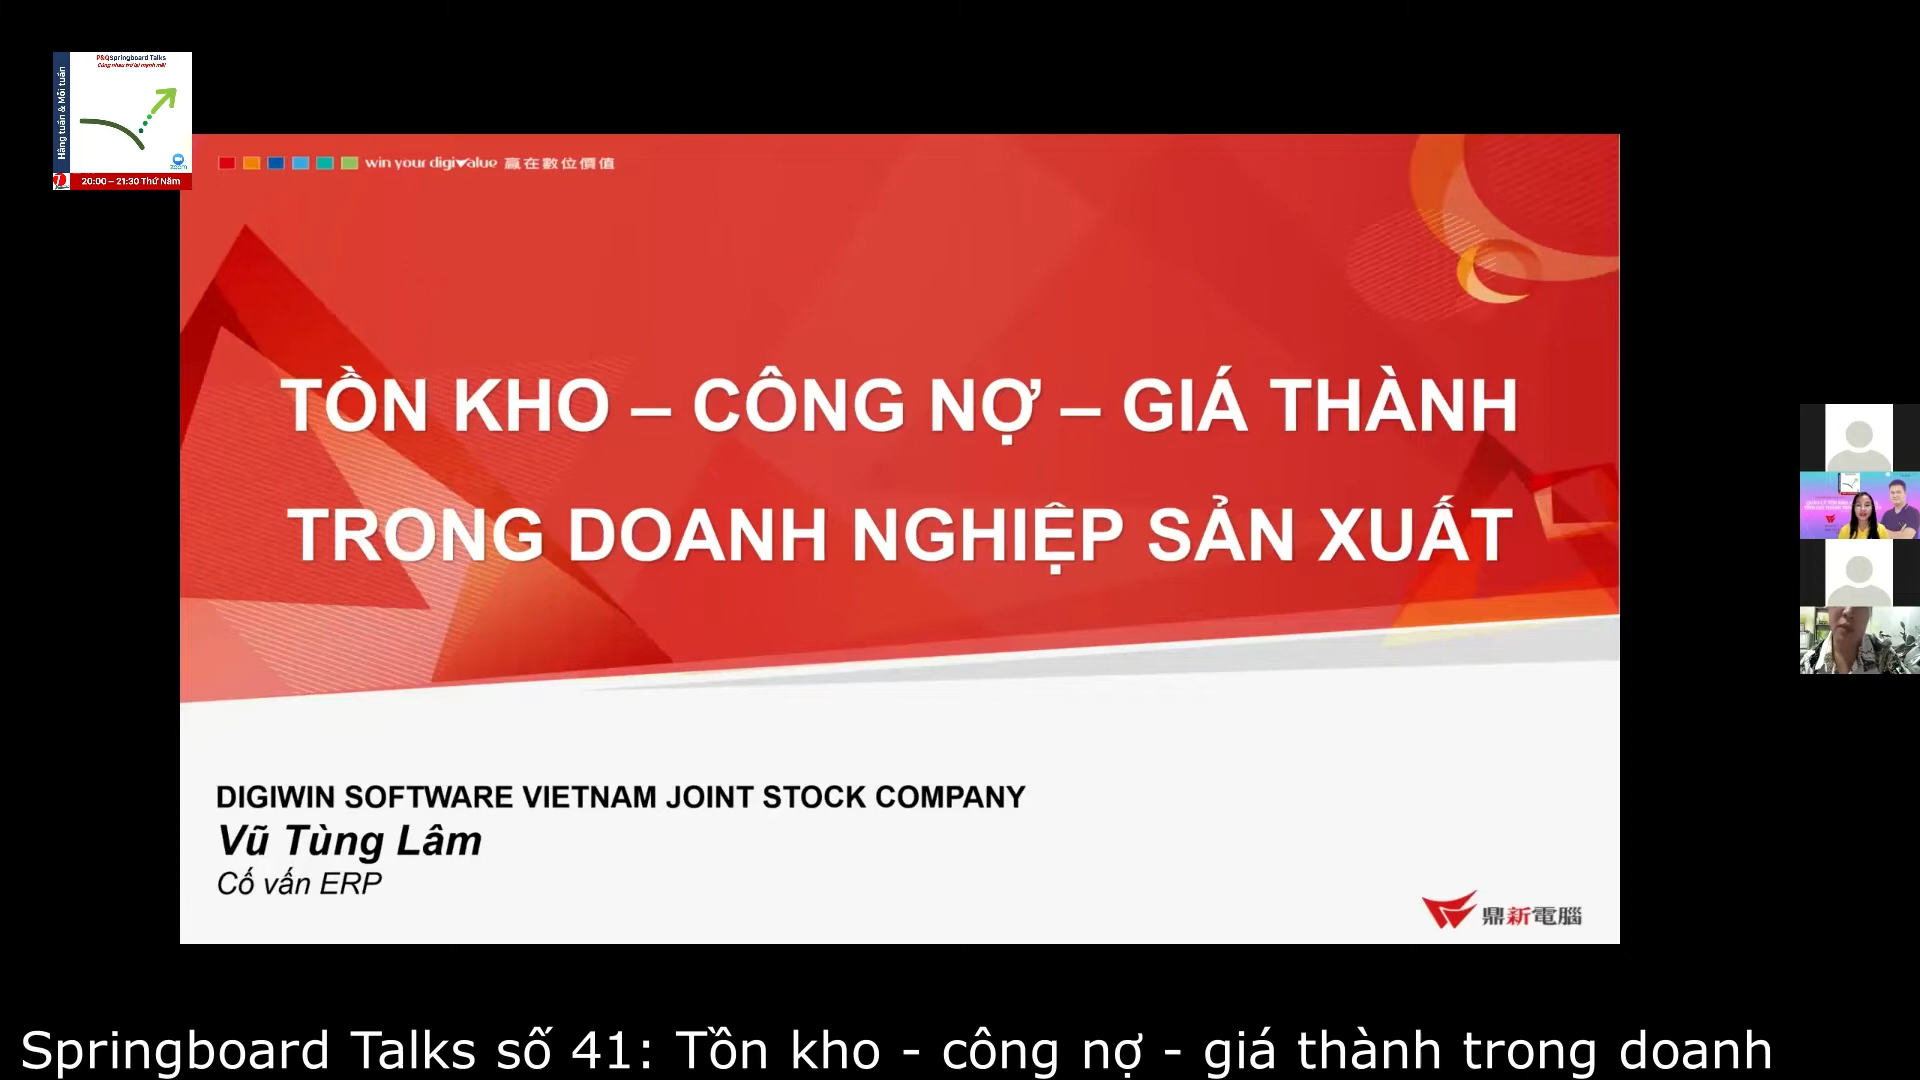 P&QSpringboard Talks
Cùng nhau trở lại mạnh mẽ!
Hằng tuần & Mỗi tuần
zoom
20:00 – 21:30 Thứ Năm
win your digivalue 贏在數位價值
TỒN KHO – CÔNG NỢ – GIÁ THÀNH
TRONG DOANH NGHIỆP SẢN XUẤT
DIGIWIN SOFTWARE VIETNAM JOINT STOCK COMPANY
Vũ Tùng Lâm
Cố vấn ERP
鼎新電腦
Springboard Talks số 41: Tồn kho - công nợ - giá thành trong doanh